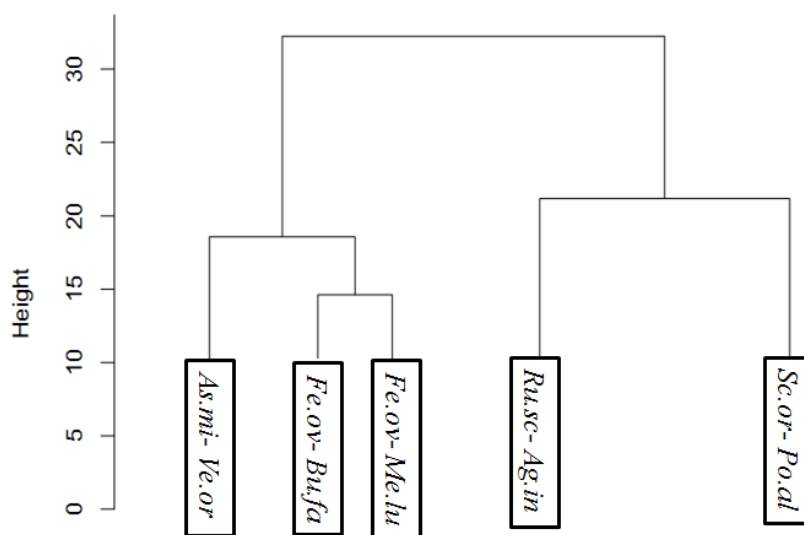 Height
30
25
20
15
10
5
0
As.mi- Ve.or
Fe.ov- Bu.fa
Fe.ov- Me.lu
Ru.sc- Ag.in
Sc.or- Po.al